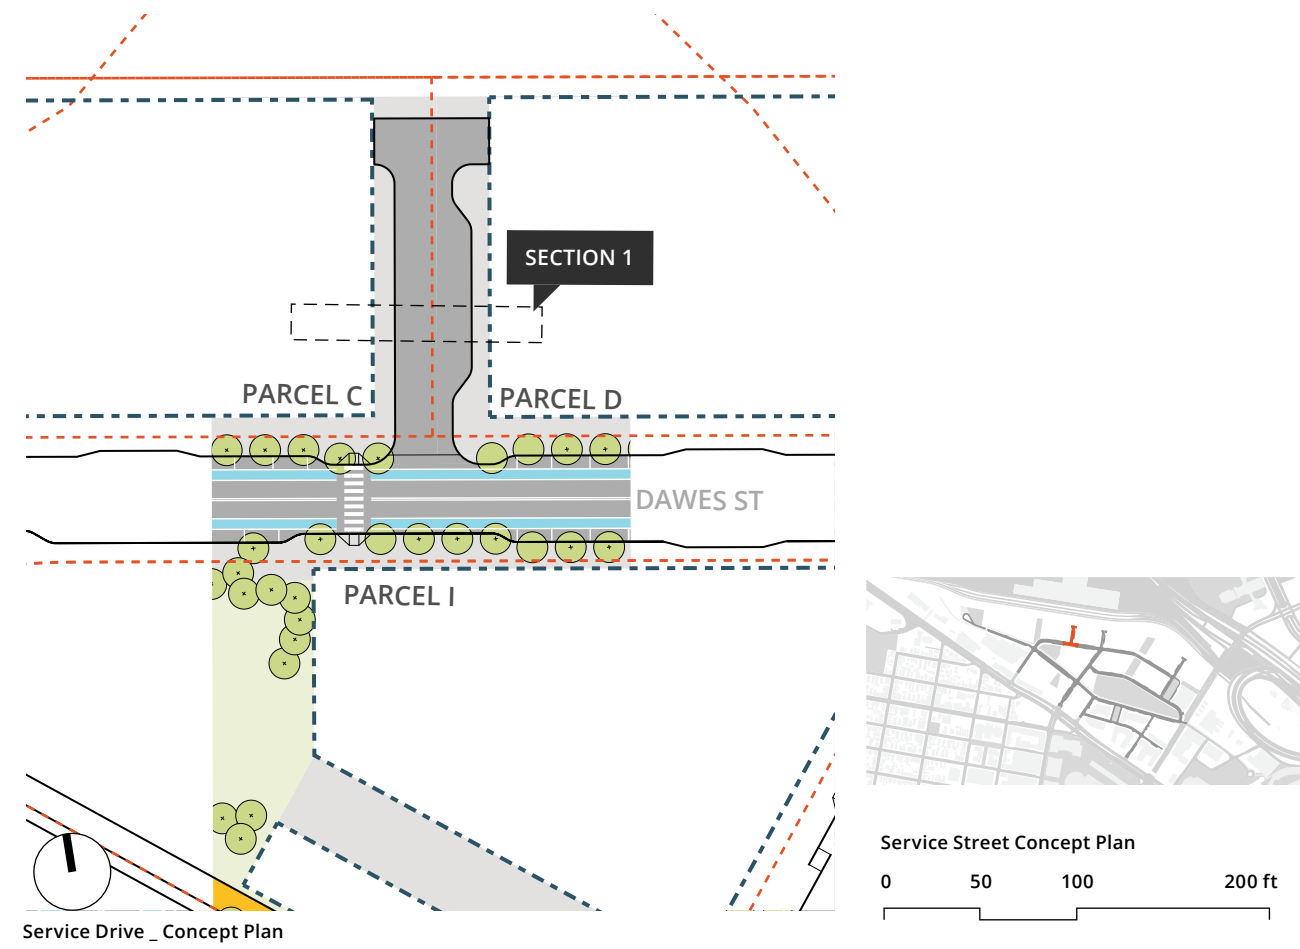 SECTION 1
PARCEL C
PARCEL D
DAWES ST
PARCEL I
Service Street Concept Plan
0 50 100 200 ft
Service Drive _ Concept Plan